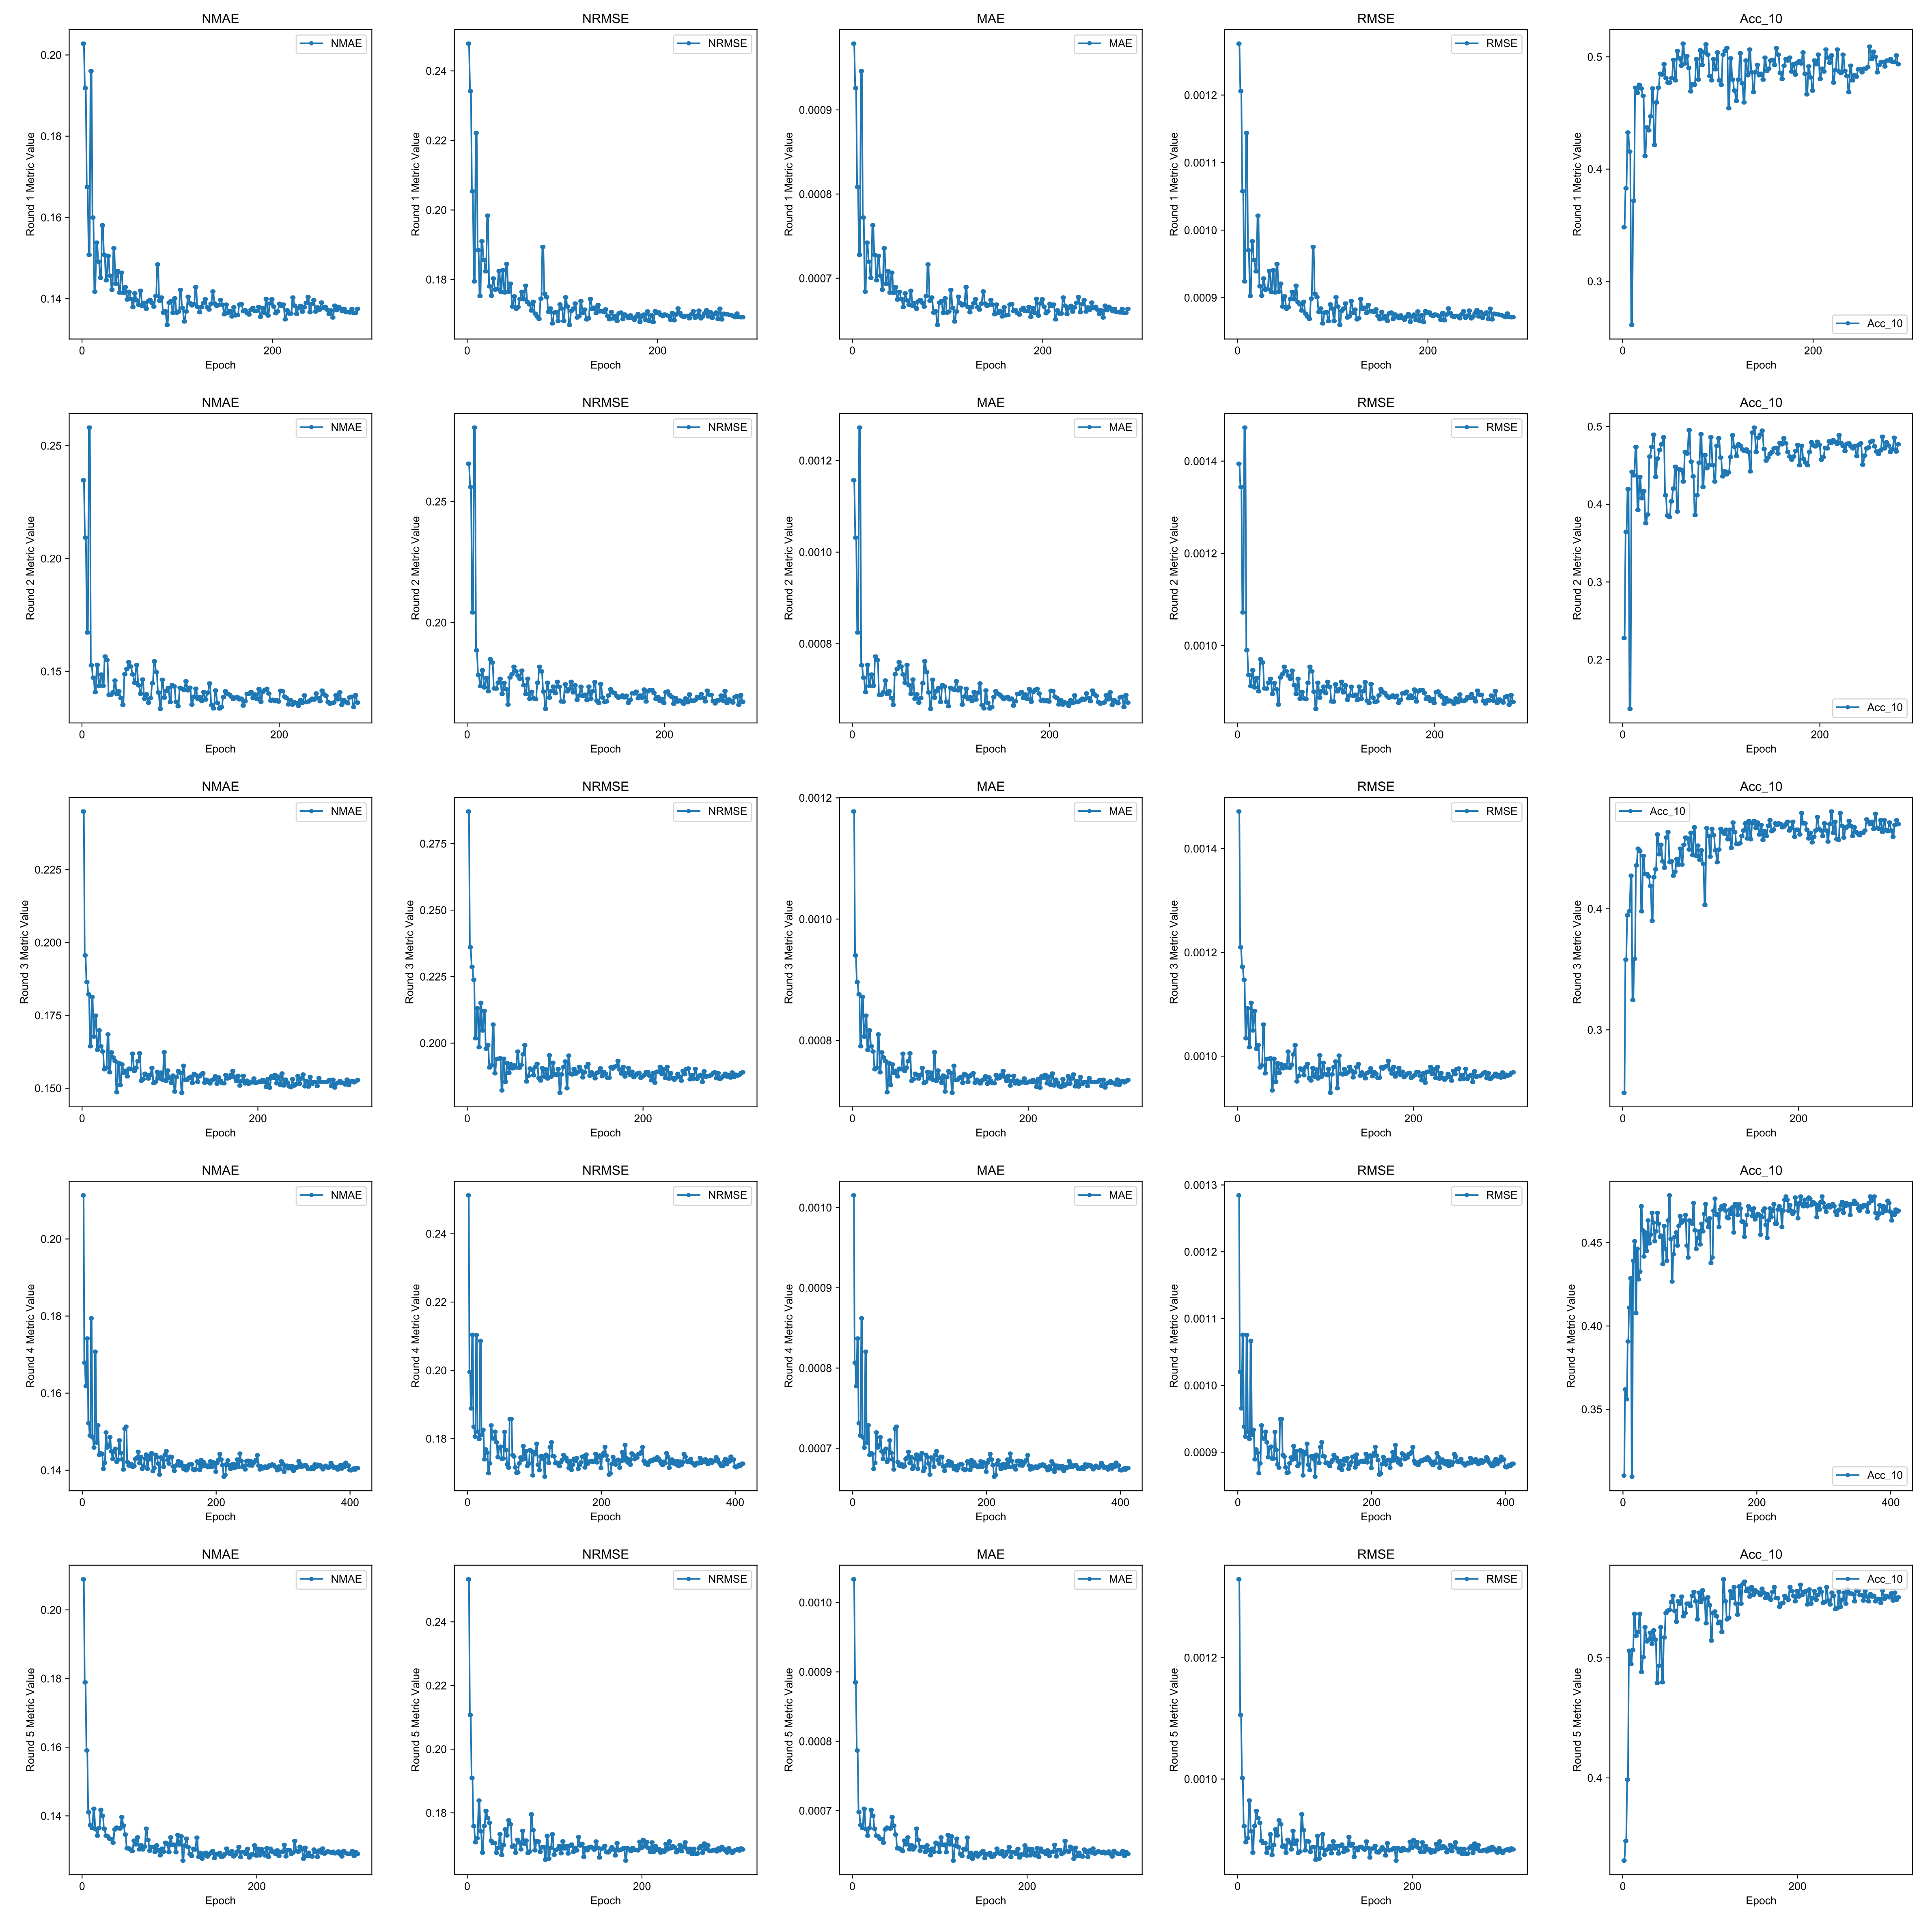 NMAE NRMSE MAE RMSE Acc_10
NMAE NRMSE MAE RMSE
0.20 0.24 0.0012 0.5
0.22 0.0009 0.0011
0.18 0.4
0.16 0.20 0.0008 0.0010
0.14 0.18 0.0007 0.0009 0.3
Acc_10
Round 1 Metric Value Round 1 Metric Value Round 1 Metric Value Round 1 Metric Value Round 1 Metric Value
0 200 0 200 0 200 0 200 0 200
Epoch Epoch Epoch Epoch Epoch
NMAE NRMSE MAE RMSE Acc_10
NMAE NRMSE MAE RMSE
0.25 0.25 0.0012 0.0014 0.5
0.20 0.0010 0.0012 0.4
0.3
0.15 0.20 0.0008 0.0010 0.2
Acc_10
Round 2 Metric Value Round 2 Metric Value Round 2 Metric Value Round 2 Metric Value Round 2 Metric Value
0 200 0 200 0 200 0 200 0 200
Epoch Epoch Epoch Epoch Epoch
NMAE NRMSE MAE RMSE Acc_10
NMAE NRMSE MAE RMSE Acc_10
0.225 0.275 0.0012 0.0014
0.200 0.250 0.0010 0.0012 0.4
0.175 0.225
0.150 0.200 0.0008 0.0010 0.3
Round 3 Metric Value Round 3 Metric Value Round 3 Metric Value Round 3 Metric Value Round 3 Metric Value
0 200 0 200 0 200 0 200 0 200
Epoch Epoch Epoch Epoch Epoch
NMAE NRMSE MAE RMSE Acc_10
NMAE NRMSE MAE RMSE
0.20 0.24 0.0010 0.0013 0.45
0.18 0.22 0.0009 0.0012
0.0011 0.40
0.16 0.20 0.0008 0.0010 0.35
0.14 0.18 0.0007 0.0009
Acc_10
Round 4 Metric Value Round 4 Metric Value Round 4 Metric Value Round 4 Metric Value Round 4 Metric Value
0 200 400 0 200 400 0 200 400 0 200 400 0 200 400
Epoch Epoch Epoch Epoch Epoch
NMAE NRMSE MAE RMSE Acc_10
NMAE NRMSE MAE RMSE Acc_10
0.20 0.24 0.0010 0.0012 0.5
0.18 0.22 0.0009
0.16 0.20 0.0008 0.0010 0.4
0.14 0.18 0.0007
Round 5 Metric Value Round 5 Metric Value Round 5 Metric Value Round 5 Metric Value Round 5 Metric Value
0 200 0 200 0 200 0 200 0 200
Epoch Epoch Epoch Epoch Epoch